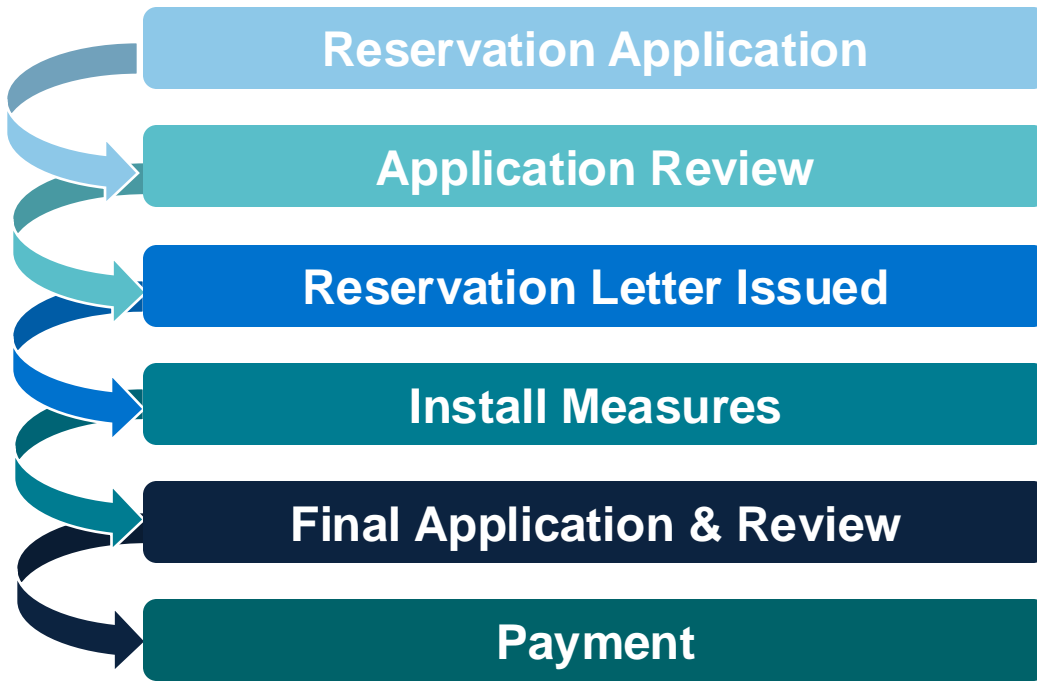 Reservation Application
Application Review
Reservation Letter Issued
Install Measures
Final Application & Review
Payment